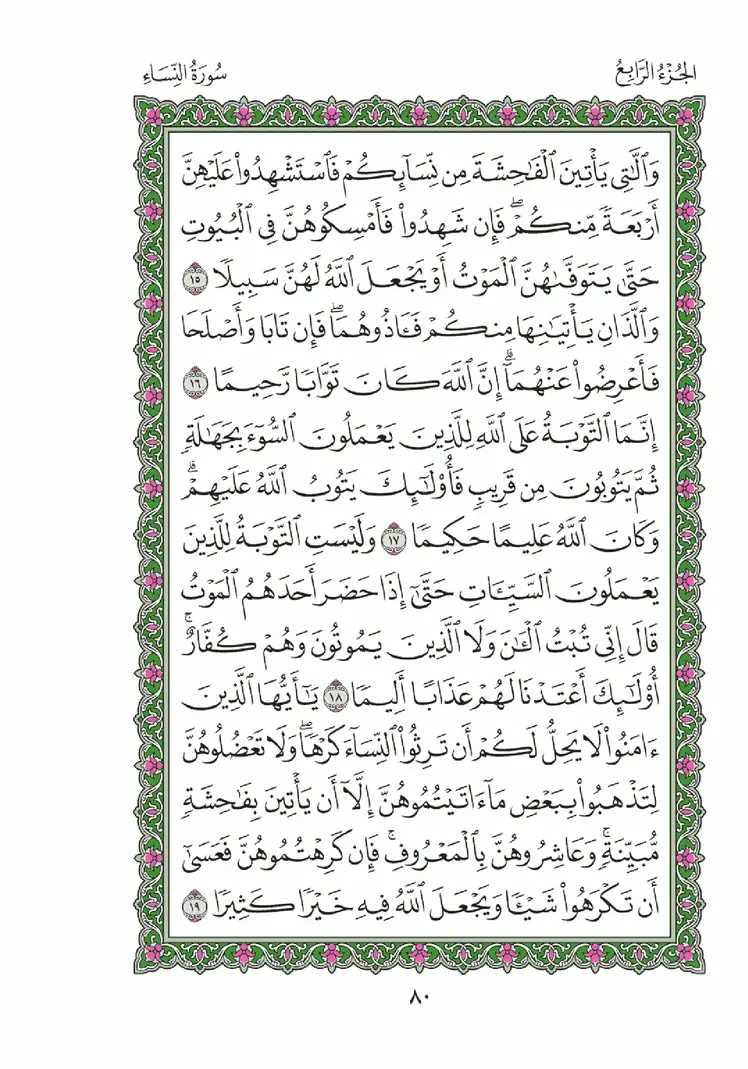 الجُزْءُ الرَّابِعُ
سُورَةُ النِّسَاءِ
وَٱلَّٰتِى يَأْتِينَ ٱلْفَٰحِشَةَ مِن نِّسَآئِكُمْ فَٱسْتَشْهِدُوا۟ عَلَيْهِنَّ
أَرْبَعَةً مِّنكُمْ ۖ فَإِن شَهِدُوا۟ فَأَمْسِكُوهُنَّ فِى ٱلْبُيُوتِ
حَتَّىٰ يَتَوَفَّىٰهُنَّ ٱلْمَوْتُ أَوْ يَجْعَلَ ٱللَّهُ لَهُنَّ سَبِيلًا ١٥
وَٱلَّذَانِ يَأْتِيَٰنِهَا مِنكُمْ فَـَٔاذُوهُمَا ۖ فَإِن تَابَا وَأَصْلَحَا
فَأَعْرِضُوا۟ عَنْهُمَآ ۗ إِنَّ ٱللَّهَ كَانَ تَوَّابًا رَّحِيمًا ١٦
إِنَّمَا ٱلتَّوْبَةُ عَلَى ٱللَّهِ لِلَّذِينَ يَعْمَلُونَ ٱلسُّوٓءَ بِجَهَٰلَةٍ
ثُمَّ يَتُوبُونَ مِن قَرِيبٍ فَأُو۟لَٰٓئِكَ يَتُوبُ ٱللَّهُ عَلَيْهِمْ ۗ
وَكَانَ ٱللَّهُ عَلِيمًا حَكِيمًا ١٧ وَلَيْسَتِ ٱلتَّوْبَةُ لِلَّذِينَ
يَعْمَلُونَ ٱلسَّيِّـَٔاتِ حَتَّىٰٓ إِذَا حَضَرَ أَحَدَهُمُ ٱلْمَوْتُ
قَالَ إِنِّى تُبْتُ ٱلْـَٰٔنَ وَلَا ٱلَّذِينَ يَمُوتُونَ وَهُمْ كُفَّارٌ ۚ
أُو۟لَٰٓئِكَ أَعْتَدْنَا لَهُمْ عَذَابًا أَلِيمًا ١٨ يَٰٓأَيُّهَا ٱلَّذِينَ
ءَامَنُوا۟ لَا يَحِلُّ لَكُمْ أَن تَرِثُوا۟ ٱلنِّسَآءَ كَرْهًا ۖ وَلَا تَعْضُلُوهُنَّ
لِتَذْهَبُوا۟ بِبَعْضِ مَآ ءَاتَيْتُمُوهُنَّ إِلَّآ أَن يَأْتِينَ بِفَٰحِشَةٍ
مُّبَيِّنَةٍ ۚ وَعَاشِرُوهُنَّ بِٱلْمَعْرُوفِ ۚ فَإِن كَرِهْتُمُوهُنَّ فَعَسَىٰٓ
أَن تَكْرَهُوا۟ شَيْـًٔا وَيَجْعَلَ ٱللَّهُ فِيهِ خَيْرًا كَثِيرًا ١٩
٨٠